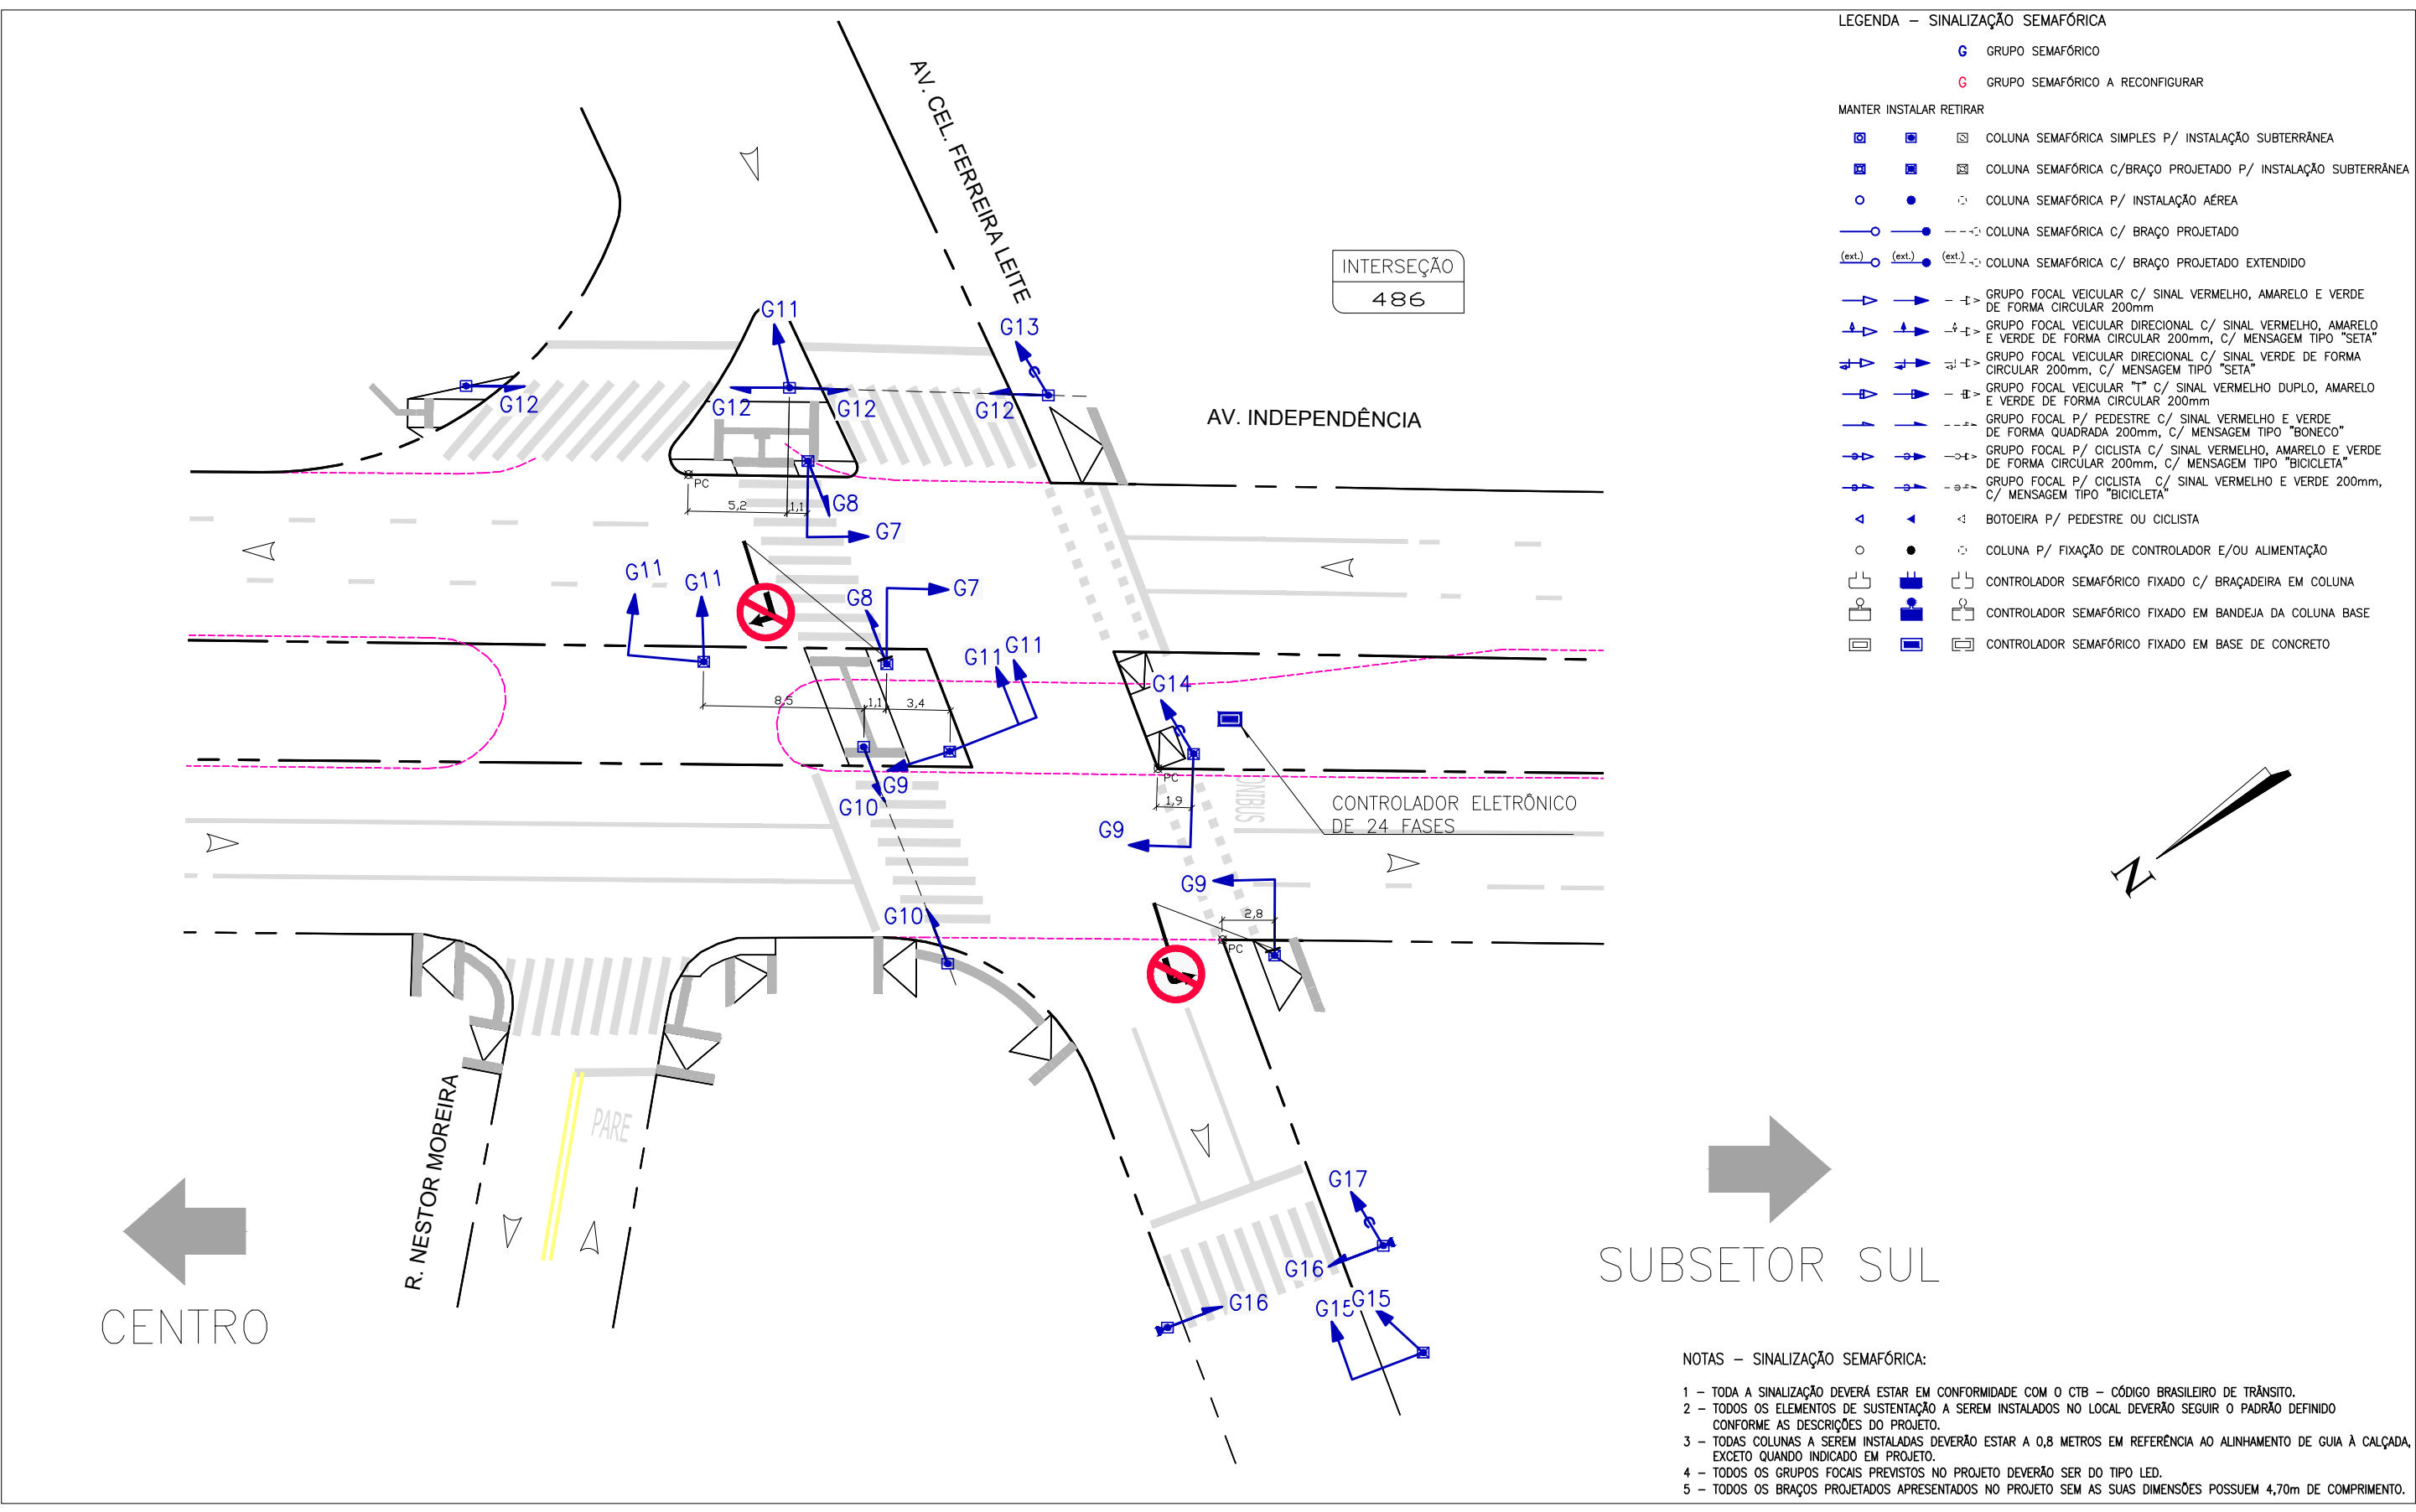 LEGENDA – SINALIZAÇÃO SEMAFÓRICA
G GRUPO SEMAFÓRICO
G GRUPO SEMAFÓRICO A RECONFIGURAR
MANTER INSTALAR RETIRAR
COLUNA SEMAFÓRICA SIMPLES P/ INSTALAÇÃO SUBTERRÂNEA
COLUNA SEMAFÓRICA C/BRAÇO PROJETADO P/ INSTALAÇÃO SUBTERRÂNEA
COLUNA SEMAFÓRICA P/ INSTALAÇÃO AÉREA
COLUNA SEMAFÓRICA C/ BRAÇO PROJETADO
(ext.) (ext.) (ext.) COLUNA SEMAFÓRICA C/ BRAÇO PROJETADO EXTENDIDO
GRUPO FOCAL VEICULAR C/ SINAL VERMELHO, AMARELO E VERDE
DE FORMA CIRCULAR 200mm
GRUPO FOCAL VEICULAR DIRECIONAL C/ SINAL VERMELHO, AMARELO
E VERDE DE FORMA CIRCULAR 200mm, C/ MENSAGEM TIPO "SETA"
GRUPO FOCAL VEICULAR DIRECIONAL C/ SINAL VERDE DE FORMA
CIRCULAR 200mm, C/ MENSAGEM TIPO "SETA"
GRUPO FOCAL VEICULAR "T" C/ SINAL VERMELHO DUPLO, AMARELO
E VERDE DE FORMA CIRCULAR 200mm
GRUPO FOCAL P/ PEDESTRE C/ SINAL VERMELHO E VERDE
DE FORMA QUADRADA 200mm, C/ MENSAGEM TIPO "BONECO"
GRUPO FOCAL P/ CICLISTA C/ SINAL VERMELHO, AMARELO E VERDE
DE FORMA CIRCULAR 200mm, C/ MENSAGEM TIPO "BICICLETA"
GRUPO FOCAL P/ CICLISTA C/ SINAL VERMELHO E VERDE 200mm,
C/ MENSAGEM TIPO "BICICLETA"
BOTOEIRA P/ PEDESTRE OU CICLISTA
COLUNA P/ FIXAÇÃO DE CONTROLADOR E/OU ALIMENTAÇÃO
CONTROLADOR SEMAFÓRICO FIXADO C/ BRAÇADEIRA EM COLUNA
CONTROLADOR SEMAFÓRICO FIXADO EM BANDEJA DA COLUNA BASE
CONTROLADOR SEMAFÓRICO FIXADO EM BASE DE CONCRETO
AV. CEL. FERREIRA LEITE
INTERSEÇÃO
486
G11
G13
G12
G12
G12
G12
AV. INDEPENDÊNCIA
PC
5,2
1,1
G8
G7
G11
G11
G8
G7
G11
G11
G14
8,5
1,1
3,4
G9
G10
PC
1,9
ONIBUS
CONTROLADOR ELETRÔNICO
DE 24 FASES
G9
G9
G10
2,8
PC
N
R. NESTOR MOREIRA
PARE
G17
G16
G16
G15
G15
CENTRO
SUBSETOR SUL
NOTAS – SINALIZAÇÃO SEMAFÓRICA:
1 – TODA A SINALIZAÇÃO DEVERÁ ESTAR EM CONFORMIDADE COM O CTB – CÓDIGO BRASILEIRO DE TRÂNSITO.
2 – TODOS OS ELEMENTOS DE SUSTENTAÇÃO A SEREM INSTALADOS NO LOCAL DEVERÃO SEGUIR O PADRÃO DEFINIDO
CONFORME AS DESCRIÇÕES DO PROJETO.
3 – TODAS COLUNAS A SEREM INSTALADAS DEVERÃO ESTAR A 0,8 METROS EM REFERÊNCIA AO ALINHAMENTO DE GUIA À CALÇADA,
EXCETO QUANDO INDICADO EM PROJETO.
4 – TODOS OS GRUPOS FOCAIS PREVISTOS NO PROJETO DEVERÃO SER DO TIPO LED.
5 – TODOS OS BRAÇOS PROJETADOS APRESENTADOS NO PROJETO SEM AS SUAS DIMENSÕES POSSUEM 4,70m DE COMPRIMENTO.